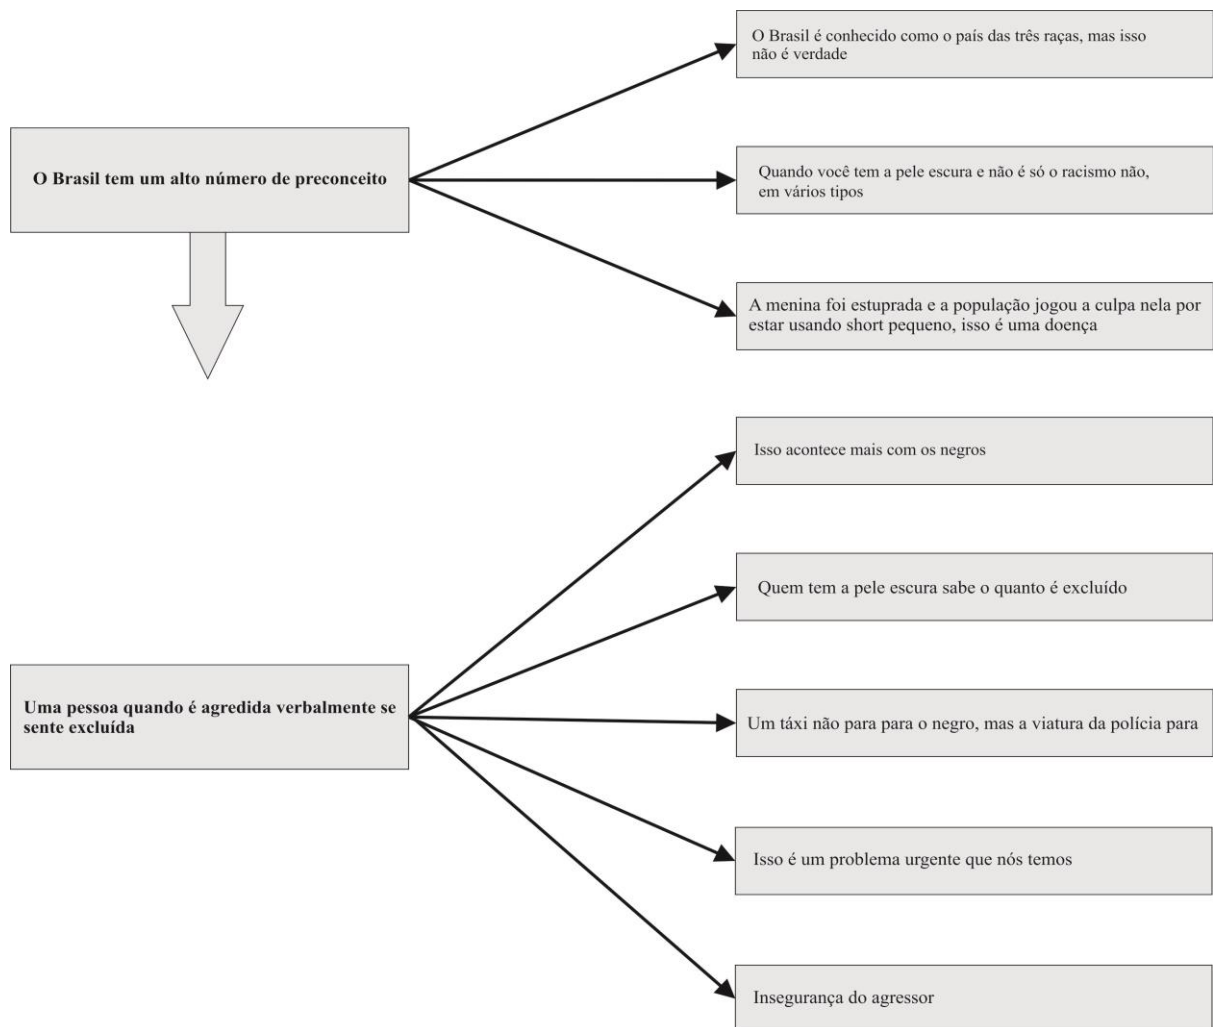 O Brasil é conhecido como o país das três raças, mas isso
não é verdade
O Brasil tem um alto número de preconceito
Quando você tem a pele escura e não é só o racismo não,
em vários tipos
A menina foi estuprada e a população jogou a culpa nela por
estar usando short pequeno, isso é uma doença
Isso acontece mais com os negros
Quem tem a pele escura sabe o quanto é excluído
Uma pessoa quando é agredida verbalmente se
sente excluída
Um táxi não para para o negro, mas a viatura da polícia para
Isso é um problema urgente que nós temos
Insegurança do agressor